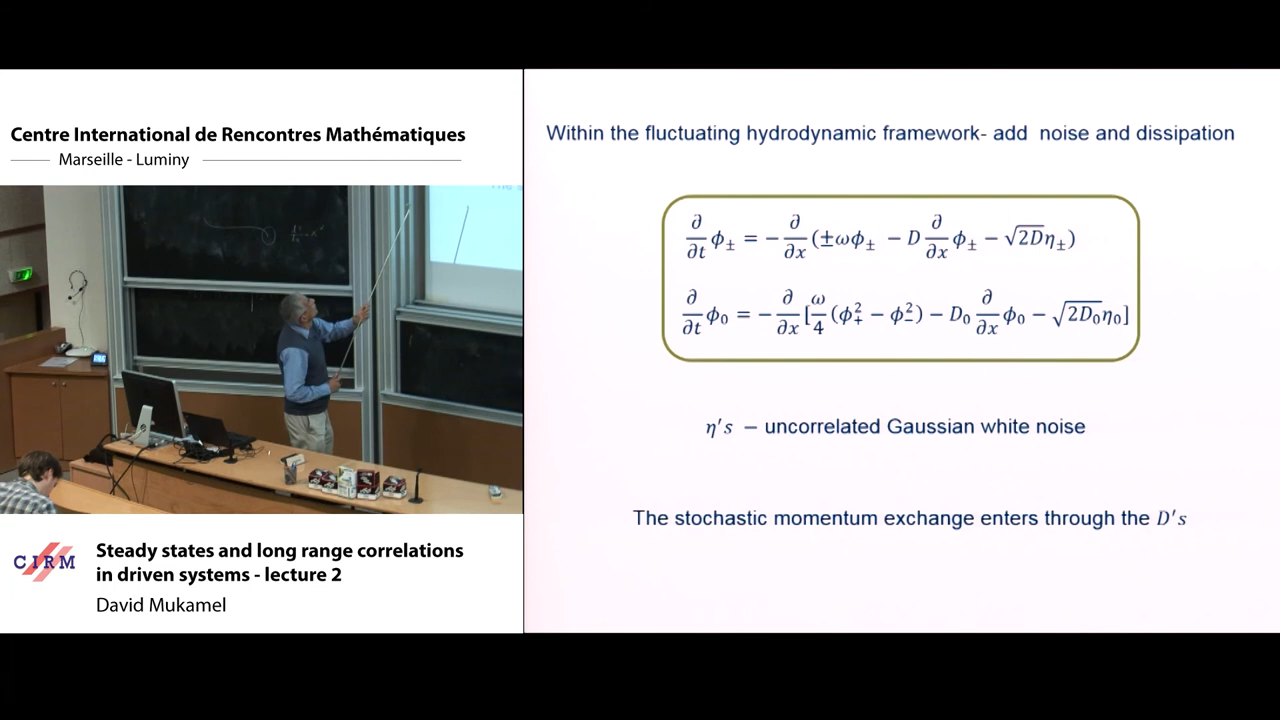 Centre International de Rencontres Mathématiques
Marseille - Luminy
CIRM
Steady states and long range correlations
in driven systems - lecture 2
David Mukamel
Within the fluctuating hydrodynamic framework- add noise and dissipation
∂/∂t ϕ± = −∂/∂x (±ωϕ± − D ∂/∂x ϕ± − √2D η±)
∂/∂t ϕ₀ = −∂/∂x [ω/4 (ϕ₊² − ϕ₋²) − D₀ ∂/∂x ϕ₀ − √2D₀ η₀]
η's − uncorrelated Gaussian white noise
The stochastic momentum exchange enters through the D's